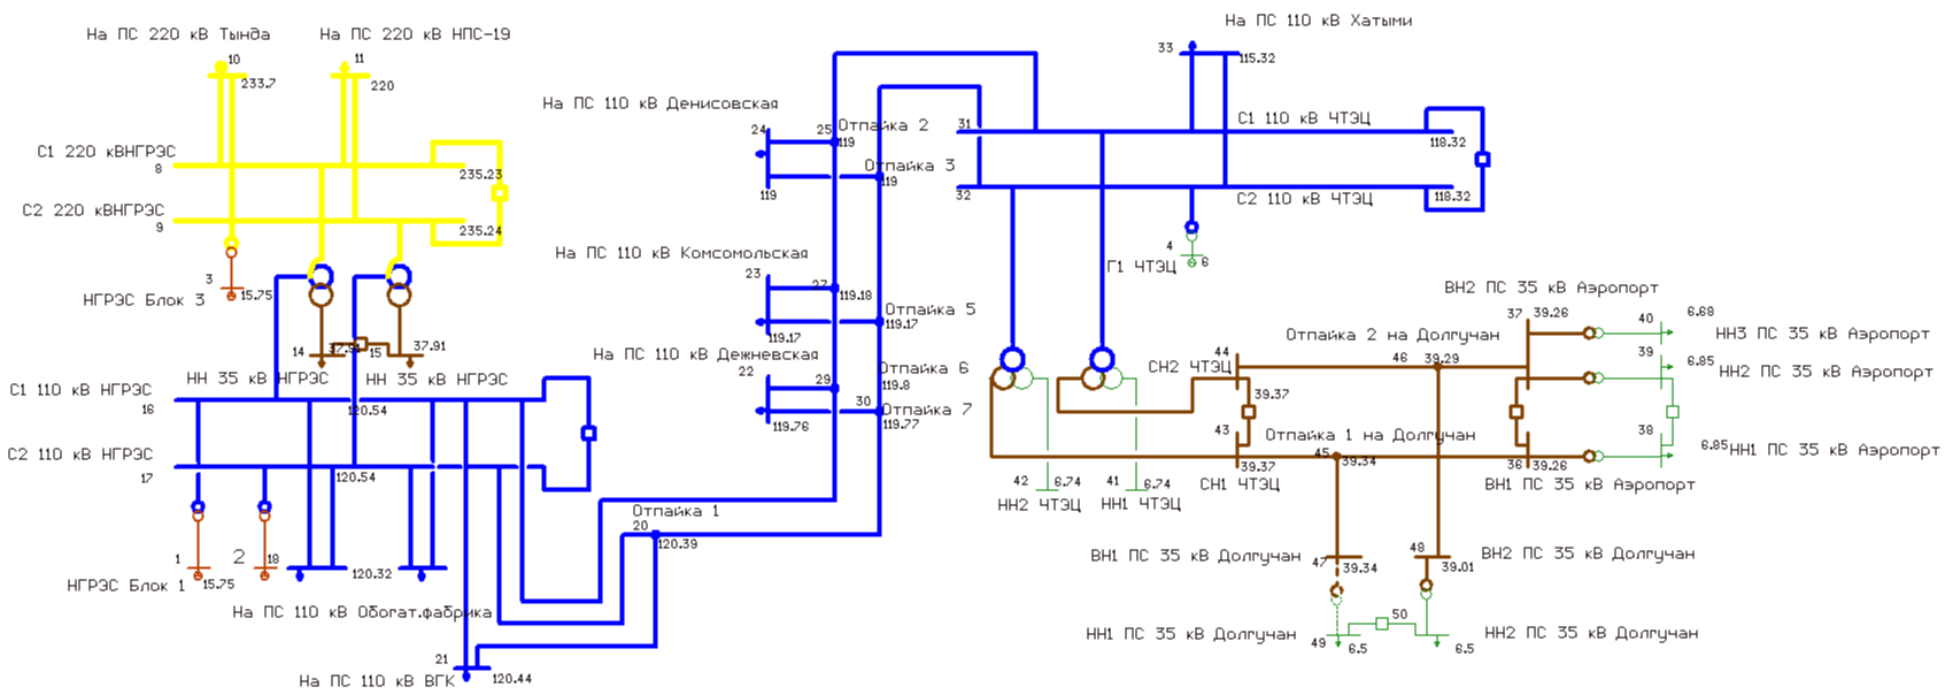 На ПС 220 кВ Тында
10
233.7
На ПС 220 кВ НПС-19
11
220
С1 220 кВНГРЭС
8
235.23
С2 220 кВНГРЭС
9
235.24
3
НГРЭС Блок 3
15.75
14
37.91
15
37.91
НН 35 кВ НГРЭС
НН 35 кВ НГРЭС
С1 110 кВ НГРЭС
16
120.54
С2 110 кВ НГРЭС
17
120.54
1
НГРЭС Блок 1
15.75
2
18
120.32
На ПС 110 кВ Обогат.фабрика
21
На ПС 110 кВ ВГК
120.44
Отпайка 1
20
120.39
На ПС 110 кВ Денисовская
24
119
25
Отпайка 2
119
Отпайка 3
119
На ПС 110 кВ Комсомольская
23
119.17
27
119.18
Отпайка 5
119.17
На ПС 110 кВ Дежневская
22
119.76
29
Отпайка 6
119.8
30
Отпайка 7
119.77
На ПС 110 кВ Хатыми
33
115.32
31
С1 110 кВ ЧТЭЦ
118.32
32
С2 110 кВ ЧТЭЦ
118.32
4
Г1 ЧТЭЦ
6
42
6.74
НН2 ЧТЭЦ
41
6.74
НН1 ЧТЭЦ
44
СН2 ЧТЭЦ
39.37
43
39.37
СН1 ЧТЭЦ
Отпайка 2 на Долгучан
46
39.29
Отпайка 1 на Долгучан
45
39.34
ВН2 ПС 35 кВ Аэропорт
37
39.26
36
39.26
ВН1 ПС 35 кВ Аэропорт
40
6.68
НН3 ПС 35 кВ Аэропорт
39
6.85
НН2 ПС 35 кВ Аэропорт
38
6.85
НН1 ПС 35 кВ Аэропорт
ВН1 ПС 35 кВ Долгучан
47
39.34
48
39.01
ВН2 ПС 35 кВ Долгучан
50
НН1 ПС 35 кВ Долгучан
49
6.5
6.5
НН2 ПС 35 кВ Долгучан